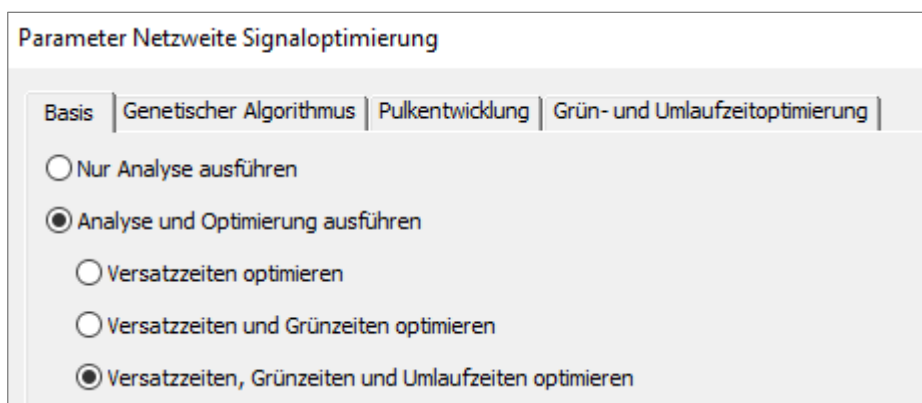 Parameter Netzweite Signaloptimierung
Basis Genetischer Algorithmus Pulkentwicklung Grün- und Umlaufzeitoptimierung
Nur Analyse ausführen
Analyse und Optimierung ausführen
Versatzzeiten optimieren
Versatzzeiten und Grünzeiten optimieren
Versatzzeiten, Grünzeiten und Umlaufzeiten optimieren